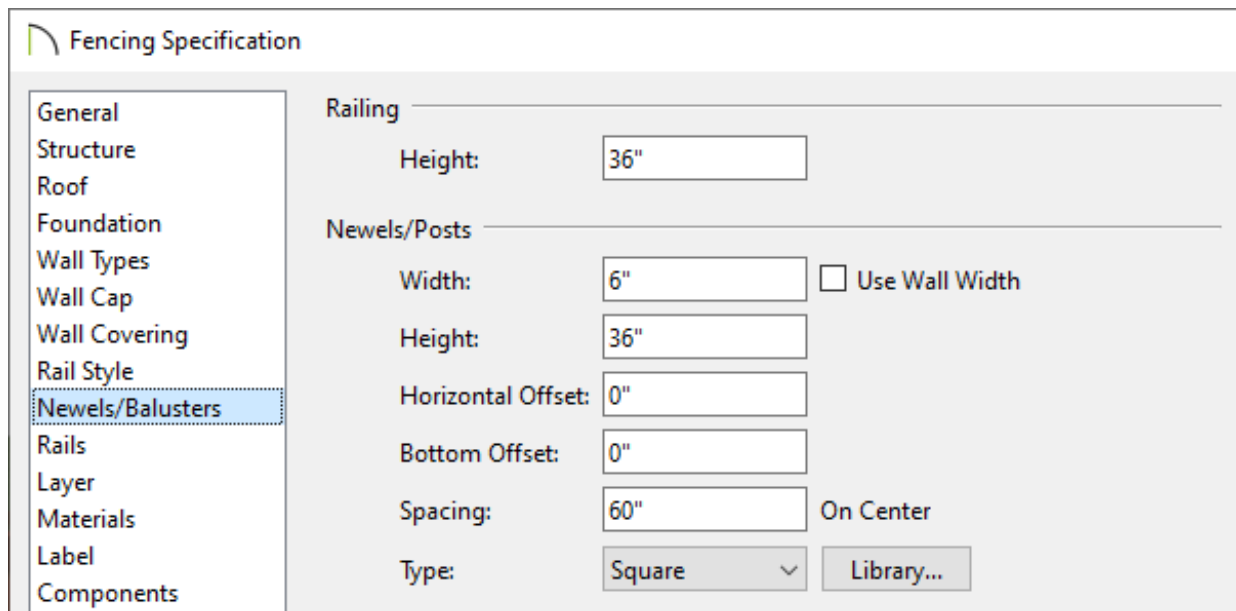 Fencing Specification
General
Structure
Roof
Foundation
Wall Types
Wall Cap
Wall Covering
Rail Style
Newels/Balusters
Rails
Layer
Materials
Label
Components
Railing
Height: 36"
Newels/Posts
Width: 6" Use Wall Width
Height: 36"
Horizontal Offset: 0"
Bottom Offset: 0"
Spacing: 60" On Center
Type: Square Library...